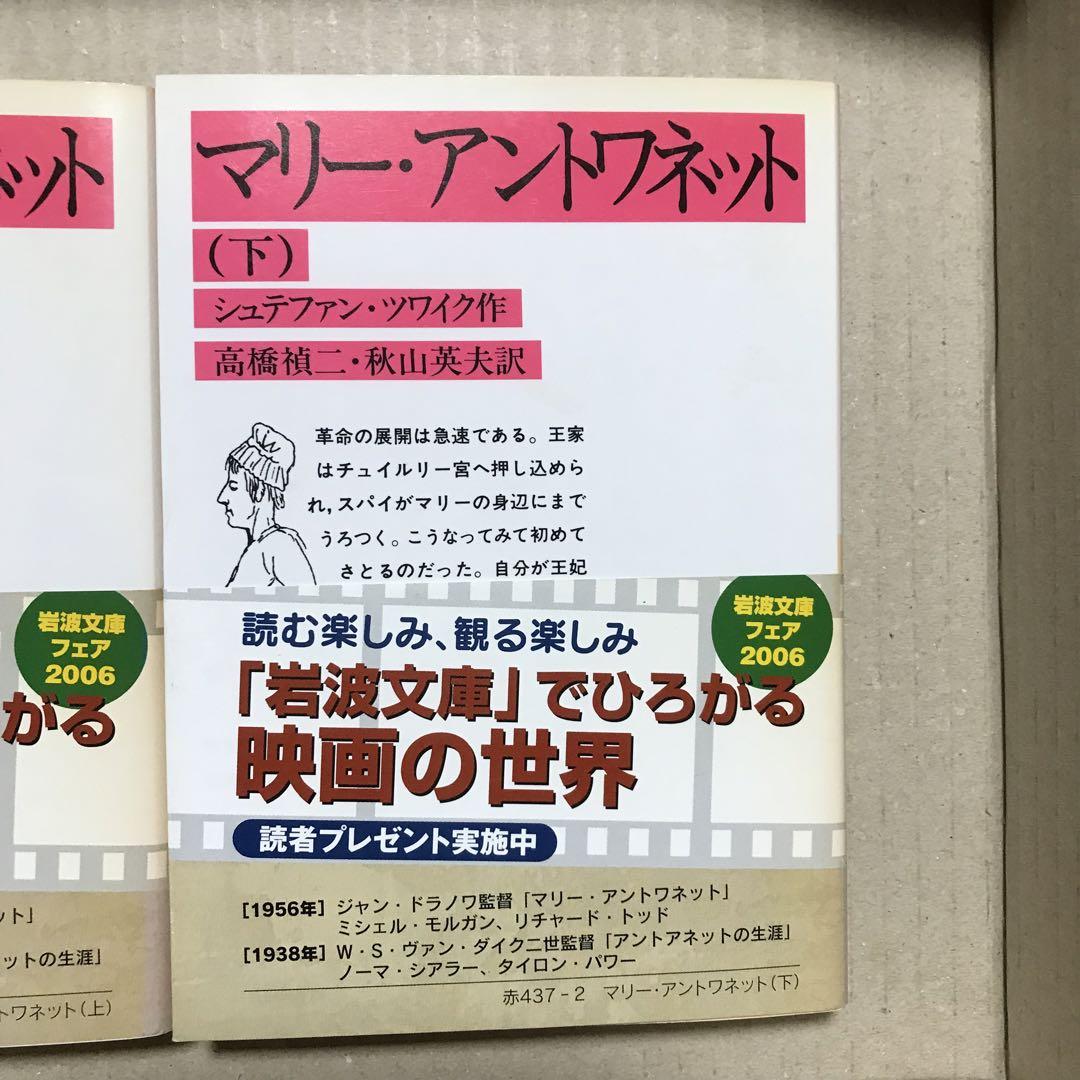 ネット
岩波文庫
フェア
2006
がる
ット」
ットの生涯」
トワネット(上)
マリー・アントワネット
(下)
シュテファン・ツワイク作
高橋禎二・秋山英夫訳
革命の展開は急速である。王家
はチュイルリー宮へ押し込めら
れ,スパイがマリーの身辺にまで
うろつく。こうなってみて初めて
さとるのだった。自分が王妃
岩波文庫
フェア
2006
読む楽しみ、観る楽しみ
「岩波文庫」でひろがる
映画の世界
読者プレゼント実施中
[1956年] ジャン・ドラノワ監督「マリー・アントワネット」
ミシェル・モルガン、リチャード・トッド
[1938年] W・S・ヴァン・ダイク二世監督「アントアネットの生涯」
ノーマ・シアラー、タイロン・パワー
赤437-2 マリー・アントワネット(下)